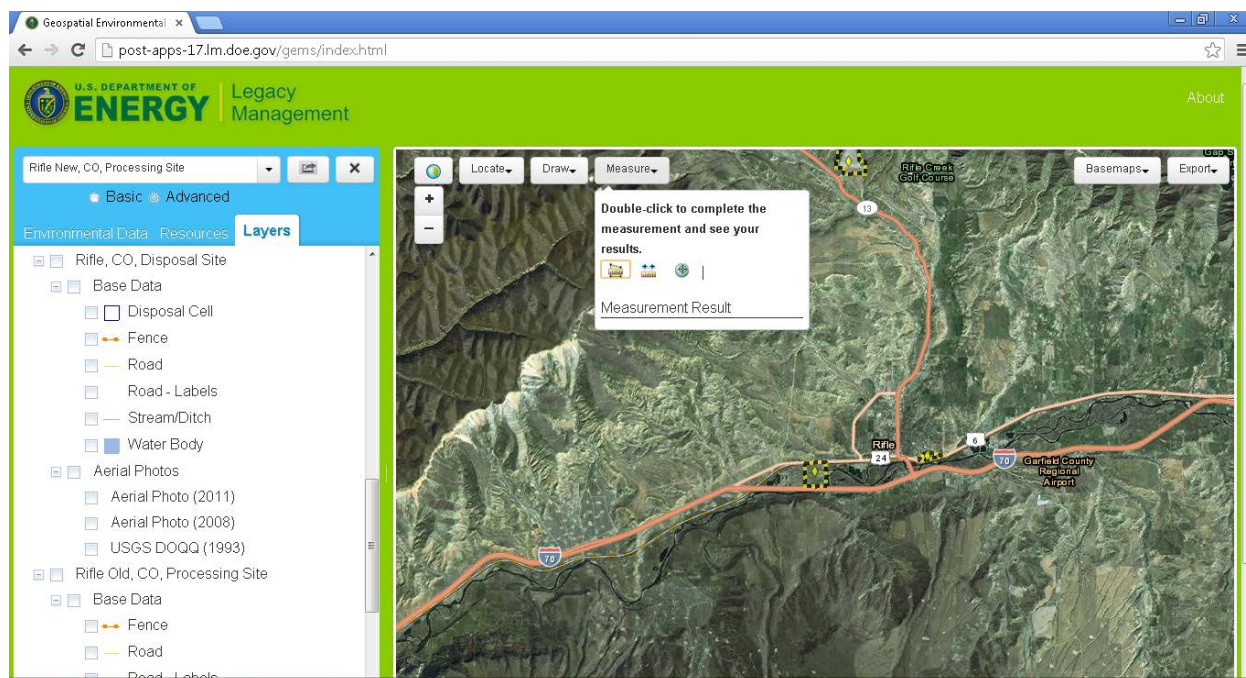 Geospatial Environmental
post-apps-17.lm.doe.gov/gems/index.html
U.S. DEPARTMENT OF
ENERGY
Legacy
Management
About
Rifle New, CO, Processing Site
Basic Advanced
Environmental Data Resources Layers
Rifle, CO, Disposal Site
Base Data
Disposal Cell
Fence
Road
Road - Labels
Stream/Ditch
Water Body
Aerial Photos
Aerial Photo (2011)
Aerial Photo (2008)
USGS DOQQ (1993)
Rifle Old, CO, Processing Site
Base Data
Fence
Road
Road - Labels
Locate Draw Measure
Basemaps Export
+
−
Double-click to complete the
measurement and see your
results.
Measurement Result
Gap S
Rifle Creek
Golf Course
13
6
Rifle
24
70
Garfield County
Regional
Airport
70